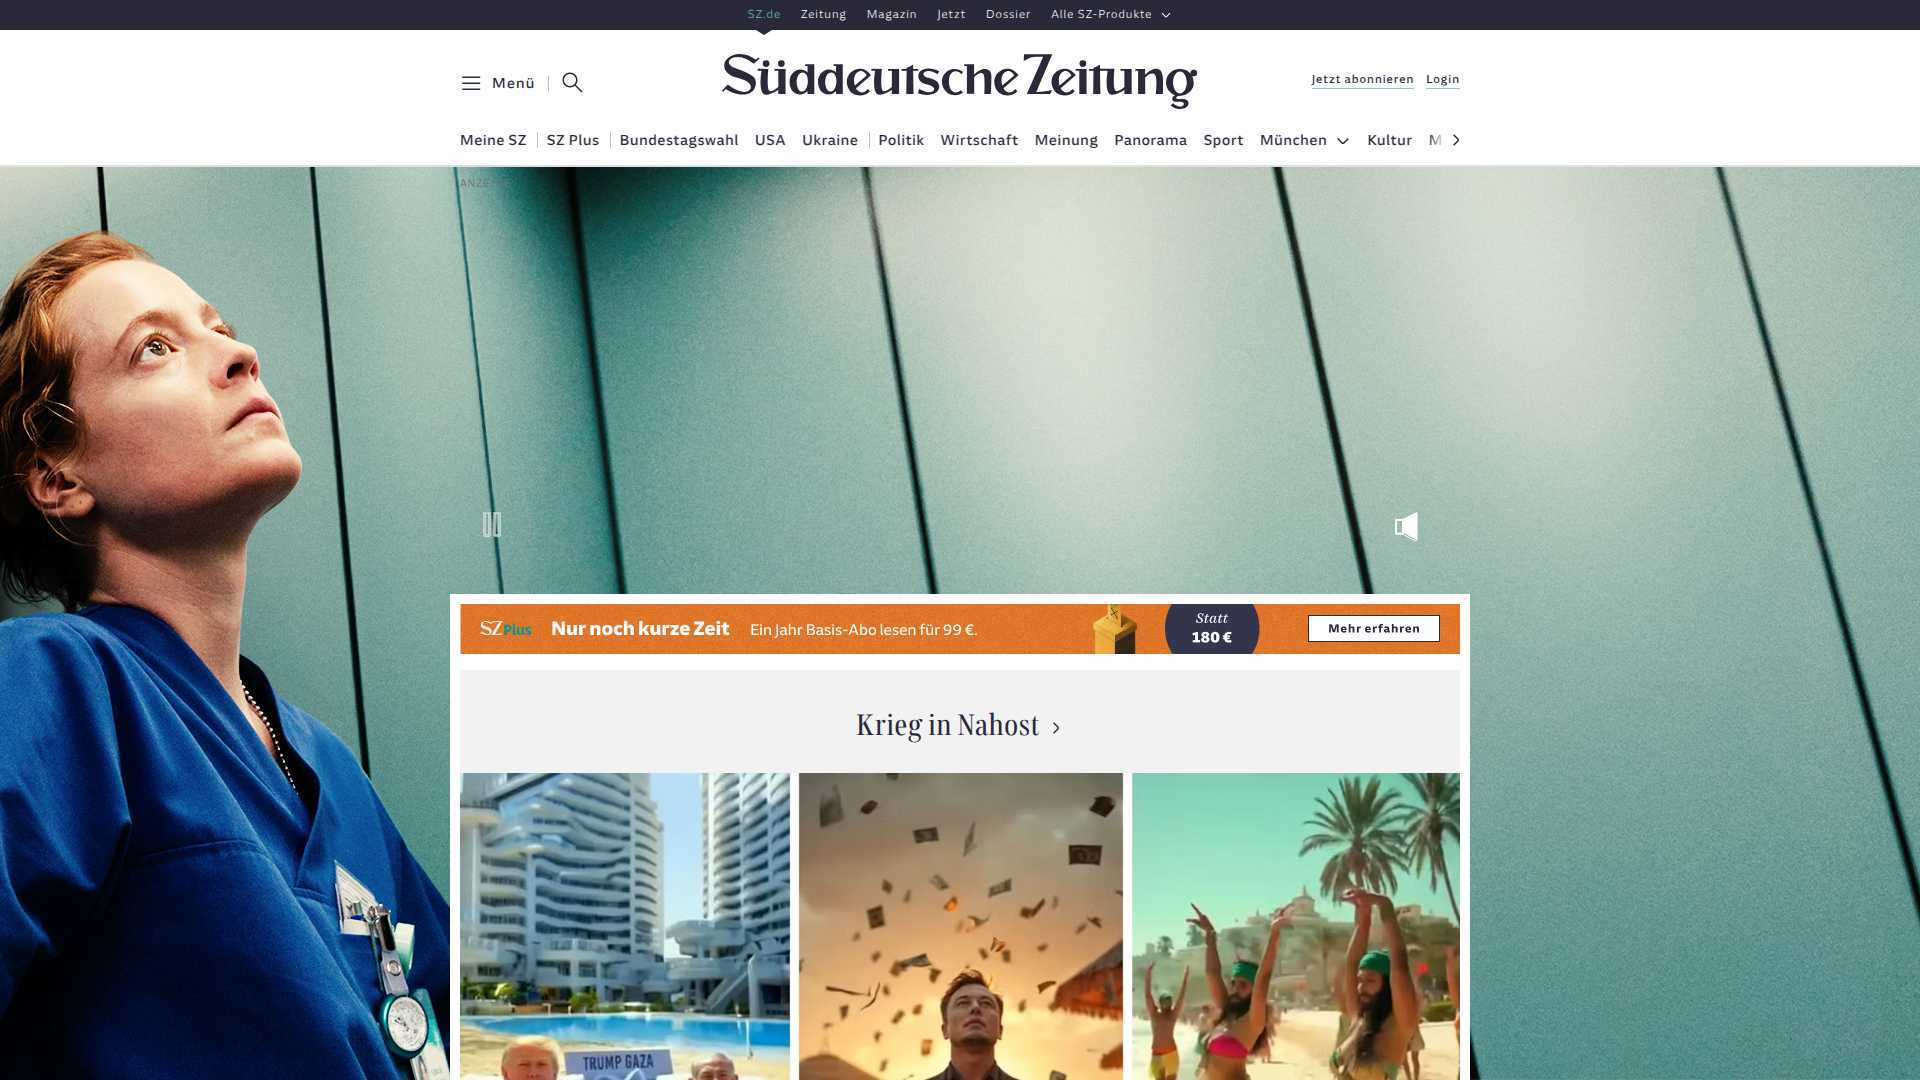 SZ.de Zeitung Magazin Jetzt Dossier Alle SZ-Produkte
Menü
Süddeutsche Zeitung
Jetzt abonnieren Login
Meine SZ SZ Plus Bundestagswahl USA Ukraine Politik Wirtschaft Meinung Panorama Sport München Kultur M
ANZEIGE
SZ Plus Nur noch kurze Zeit Ein Jahr Basis-Abo lesen für 99 €. Statt 180 € Mehr erfahren
Krieg in Nahost
TRUMP GAZA